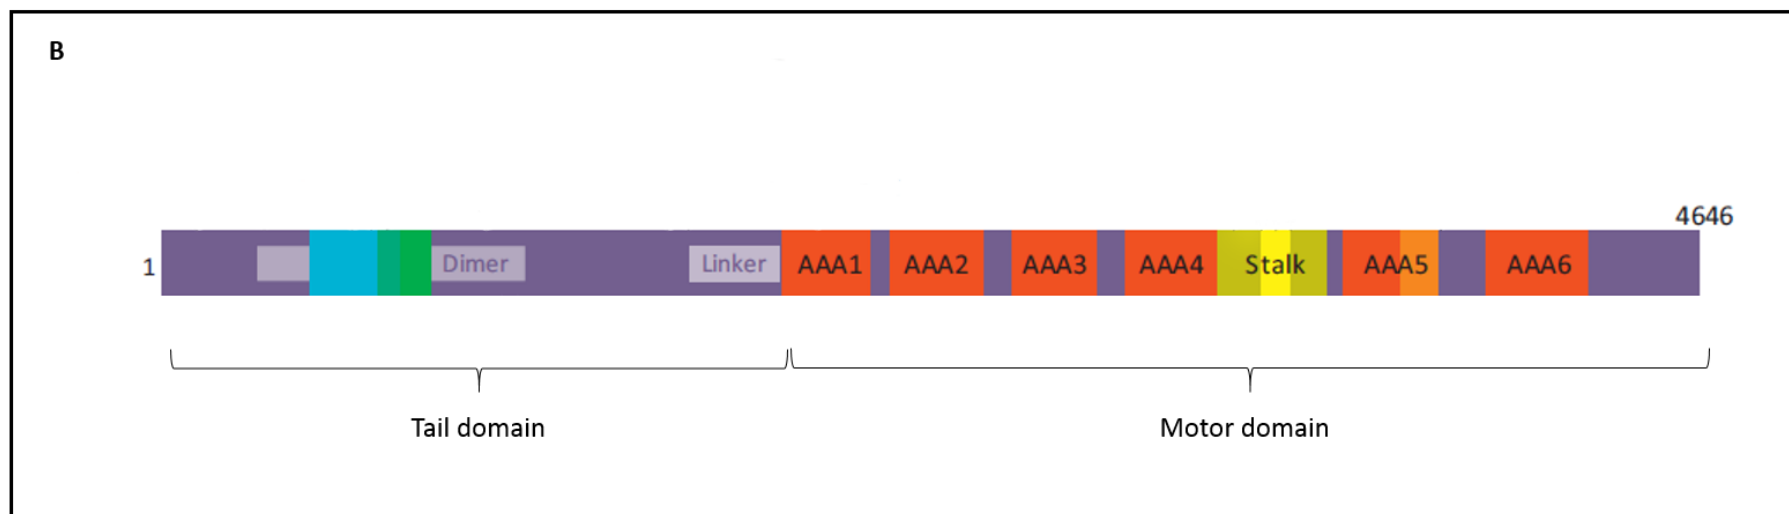 B
4646
1
Dimer
Linker
AAA1
AAA2
AAA3
AAA4
Stalk
AAA5
AAA6
Tail domain
Motor domain